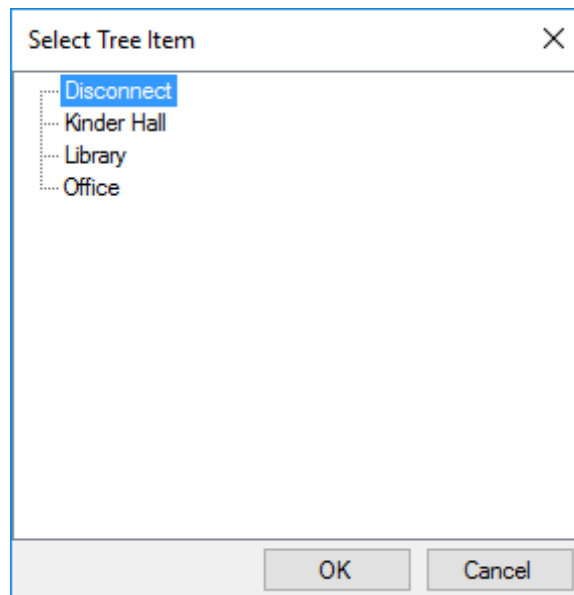 Select Tree Item
Disconnect
Kinder Hall
Library
Office
OK Cancel